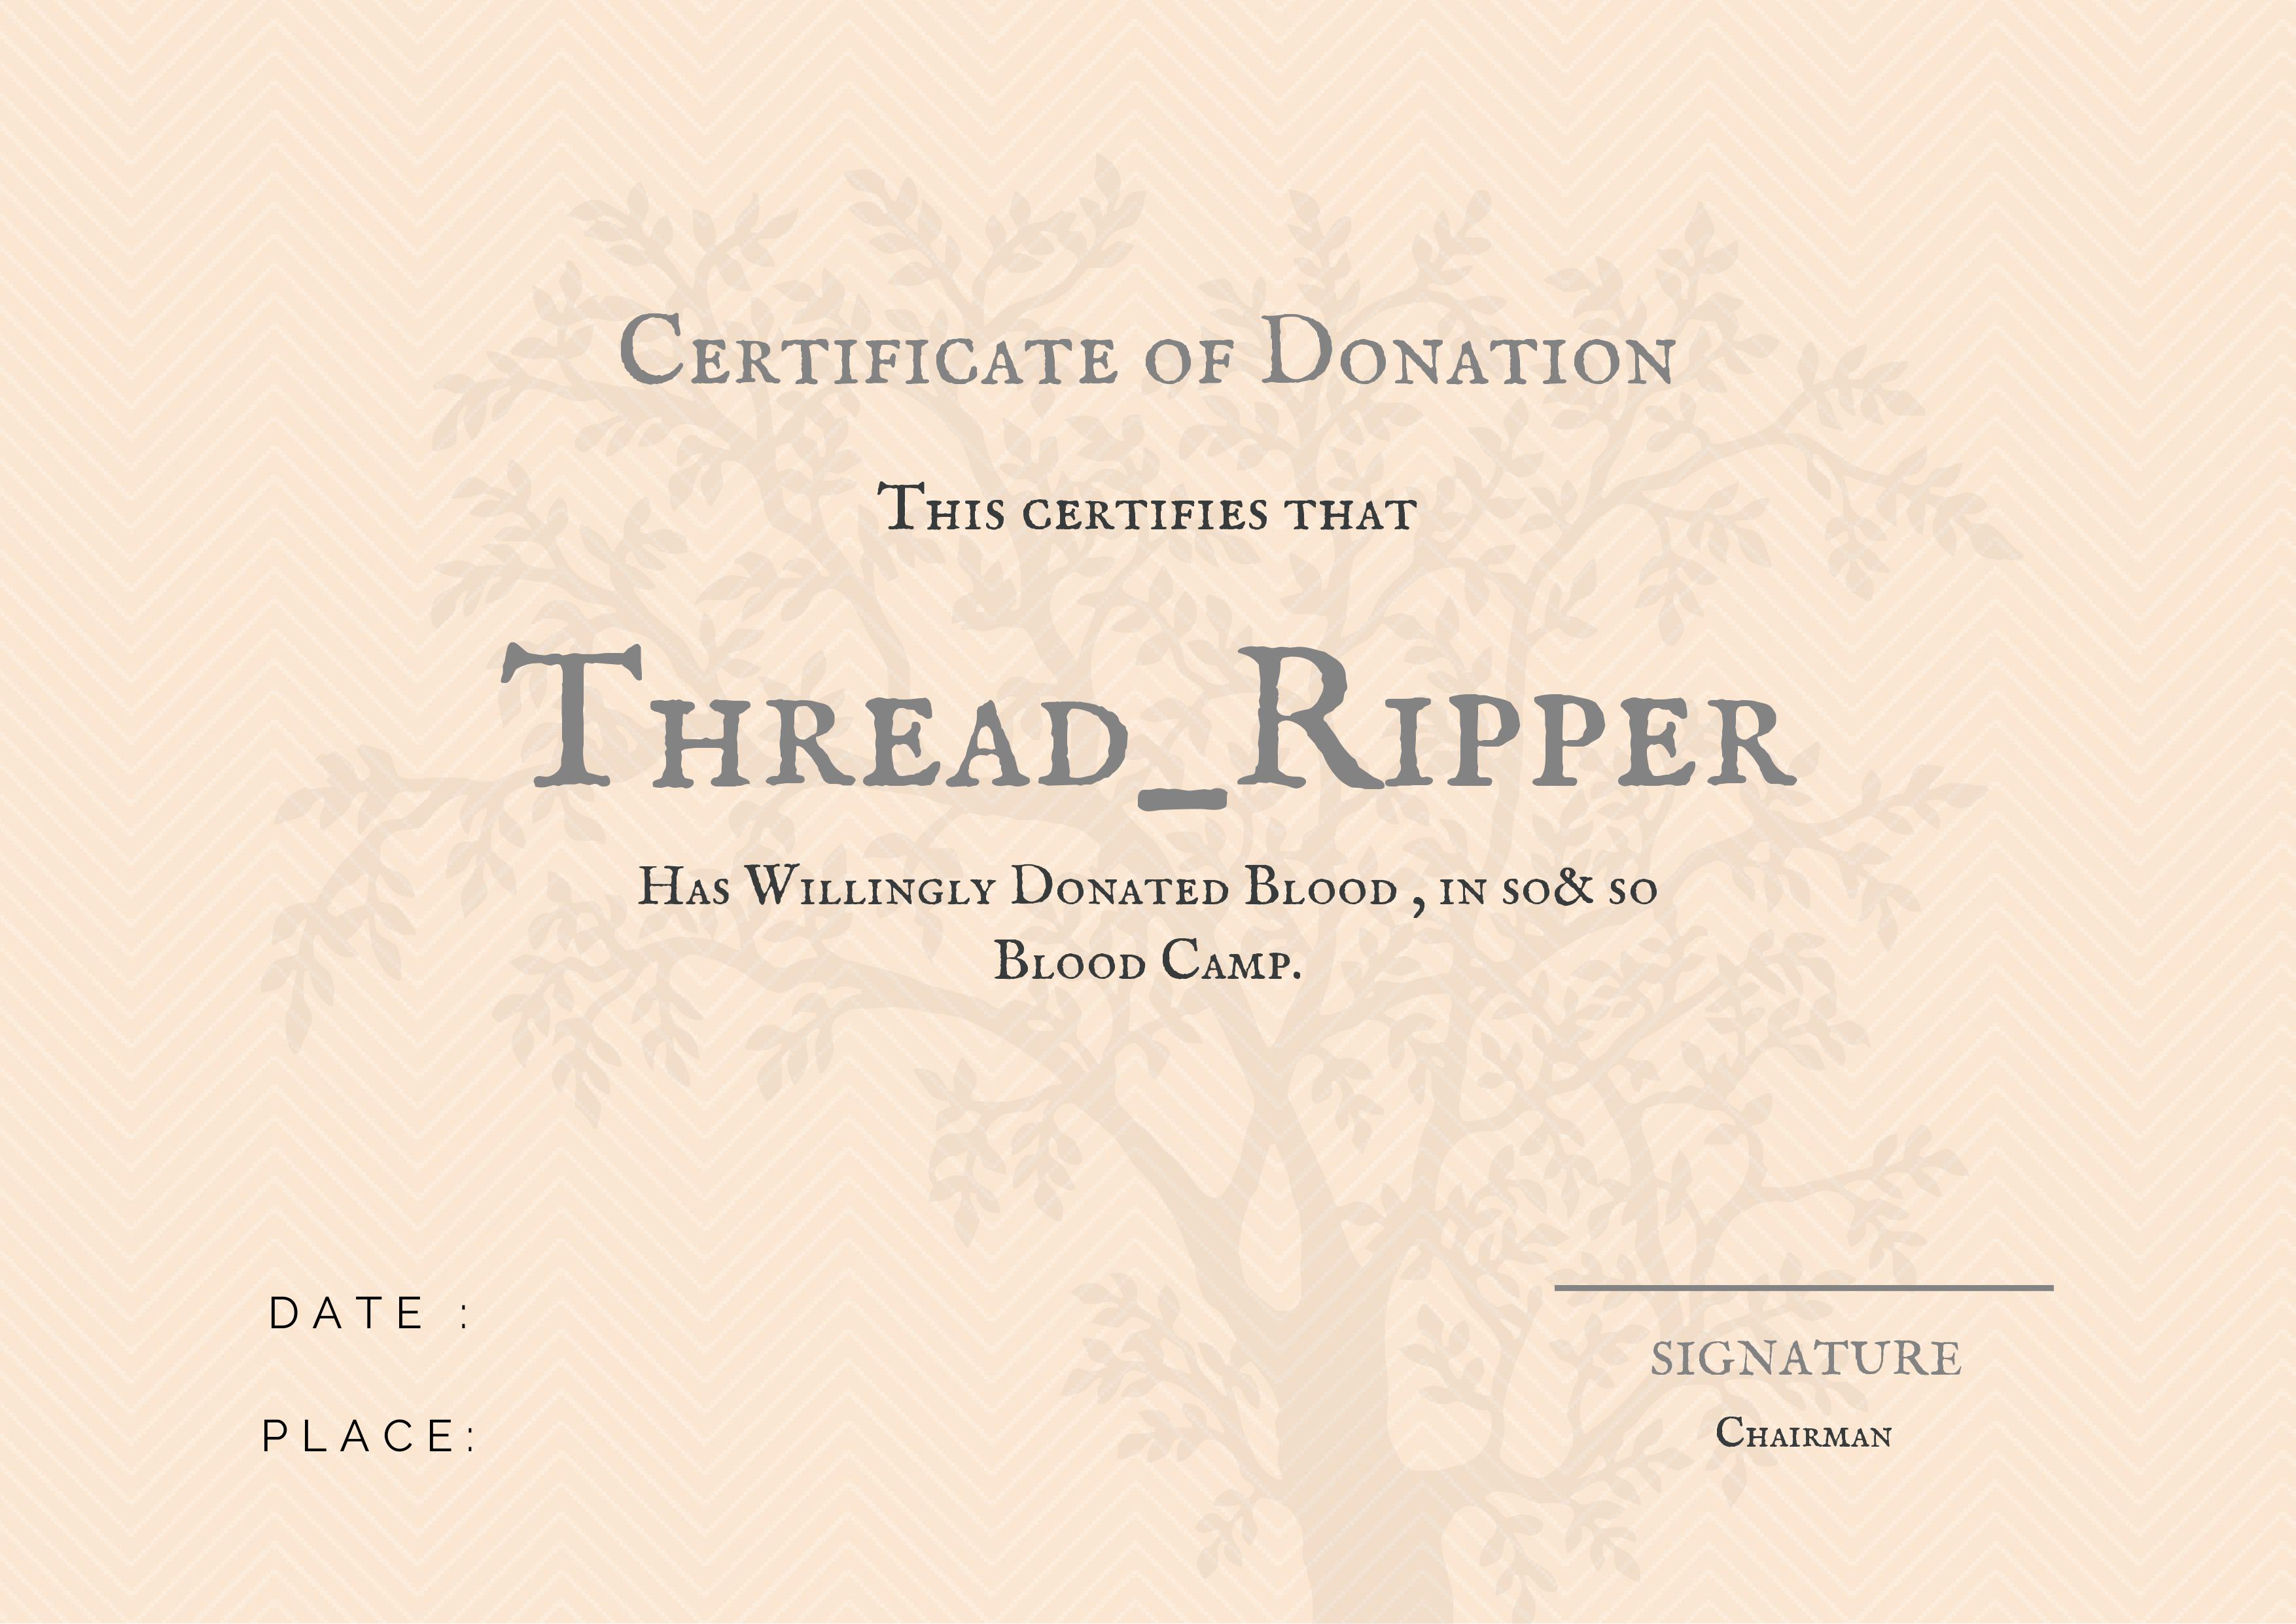 Certificate of Donation
This certifies that
Thread_Ripper
Has Willingly Donated Blood , in so& so
Blood Camp.
DATE :
PLACE:
SIGNATURE
Chairman